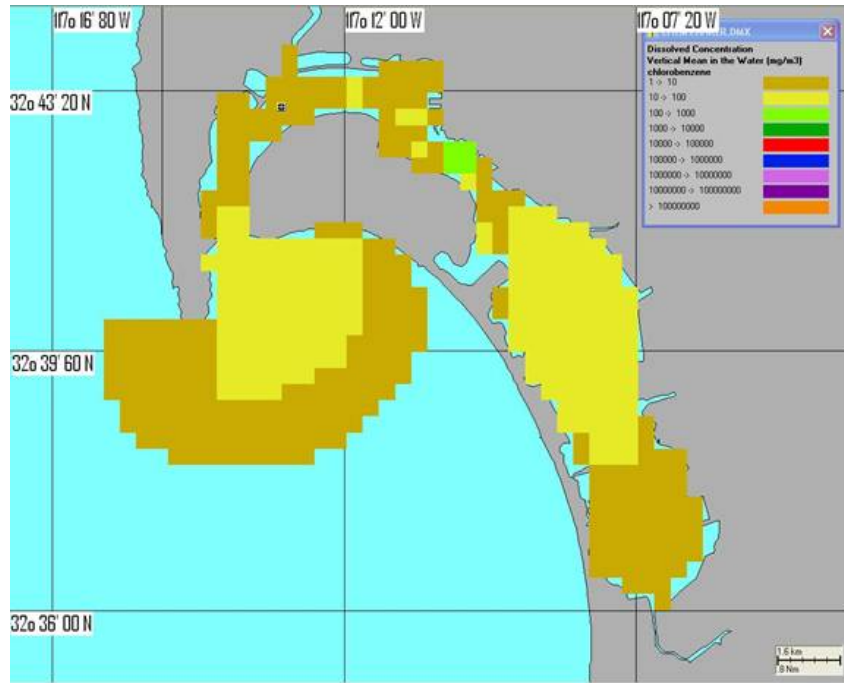 117o 16' 80 W
117o 12' 00 W
117o 07' 20 W
Dissolved Concentration
Vertical Mean in the Water (mg/m3)
chlorobenzene
1 -> 10
10 -> 100
100 -> 1000
1000 -> 10000
10000 -> 100000
100000 -> 1000000
1000000 -> 10000000
10000000 -> 100000000
> 100000000
32o 43' 20 N
32o 39' 60 N
32o 36' 00 N
1.6 km
.8 Nm